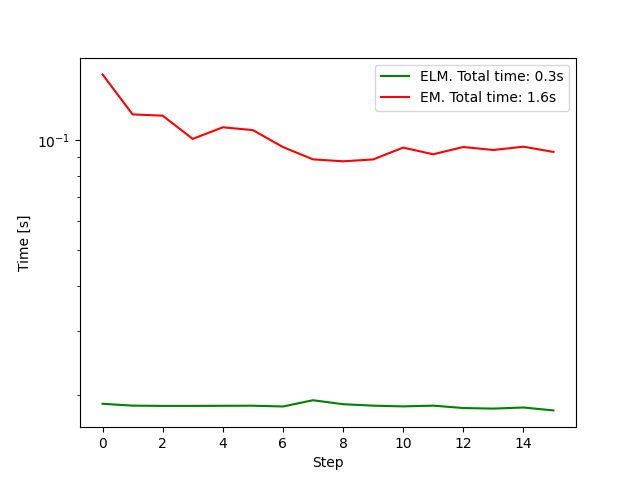 ELM. Total time: 0.3s
EM. Total time: 1.6s
10⁻¹
Time [s]
0 2 4 6 8 10 12 14
Step